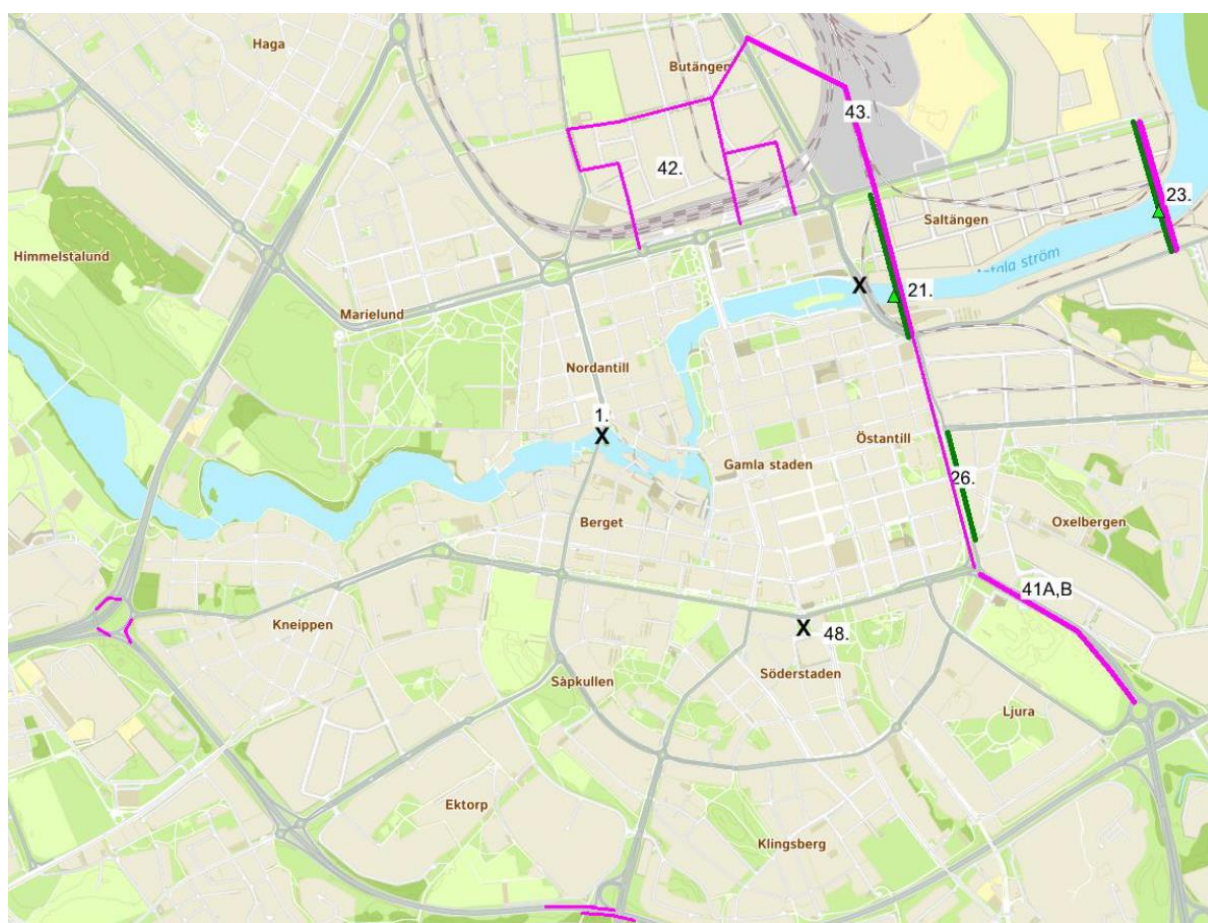 Haga
Butängen
43.
42.
23.
Saltängen
Himmelstalund
Motala ström
21.
Marielund
Nordantill
1.
X
X
Östantill
Gamla staden
26.
Oxelbergen
Berget
41A,B
Kneippen
X
48.
Såpkullen
Söderstaden
Ljura
Ektorp
Klingsberg